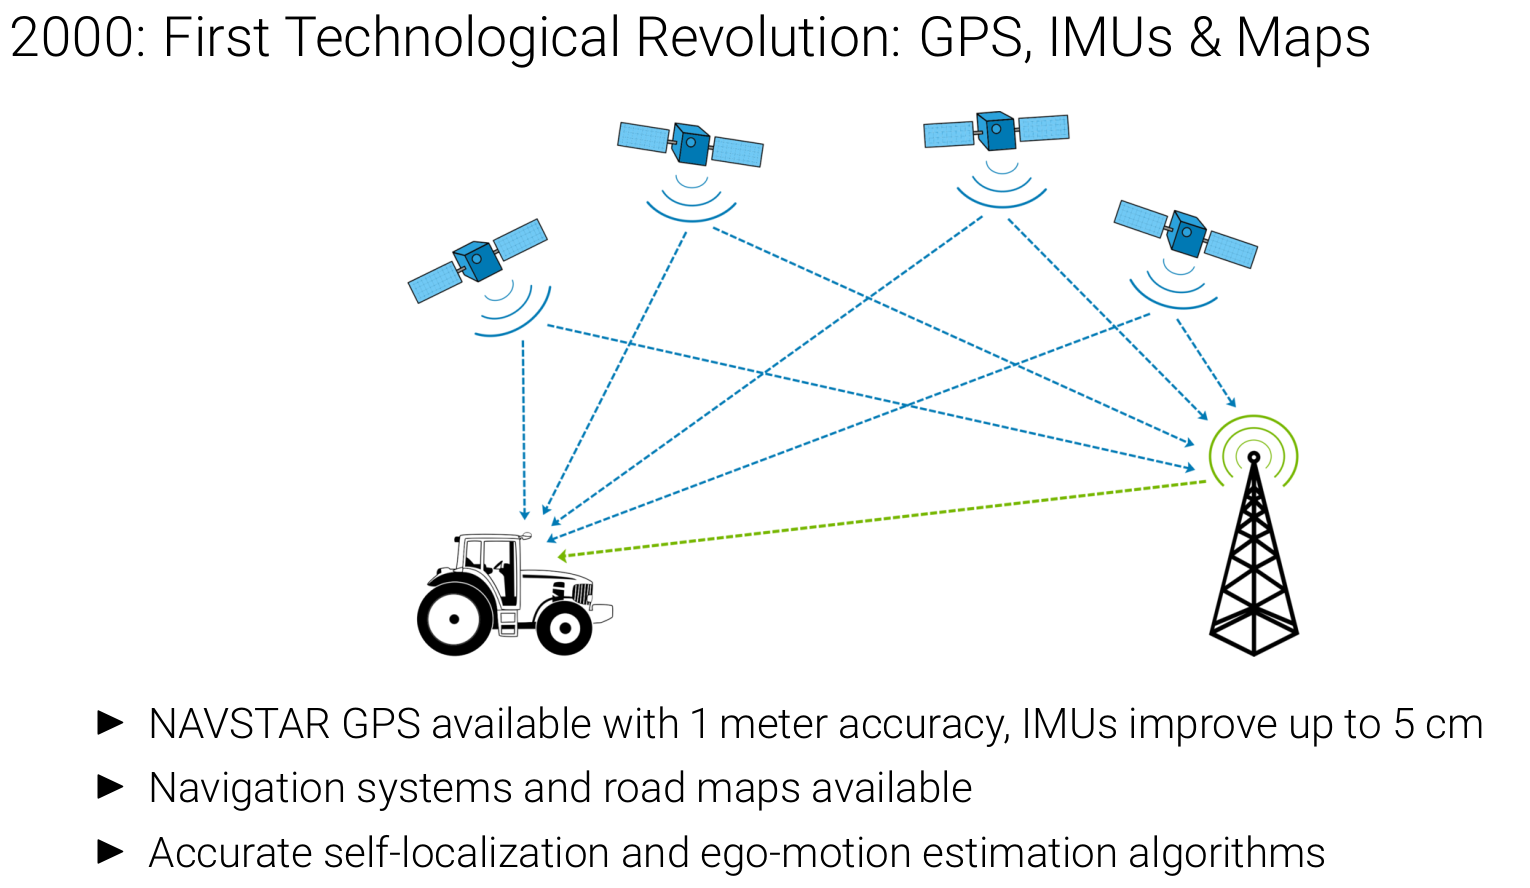 2000: First Technological Revolution: GPS, IMUs & Maps
► NAVSTAR GPS available with 1 meter accuracy, IMUs improve up to 5 cm
► Navigation systems and road maps available
► Accurate self-localization and ego-motion estimation algorithms